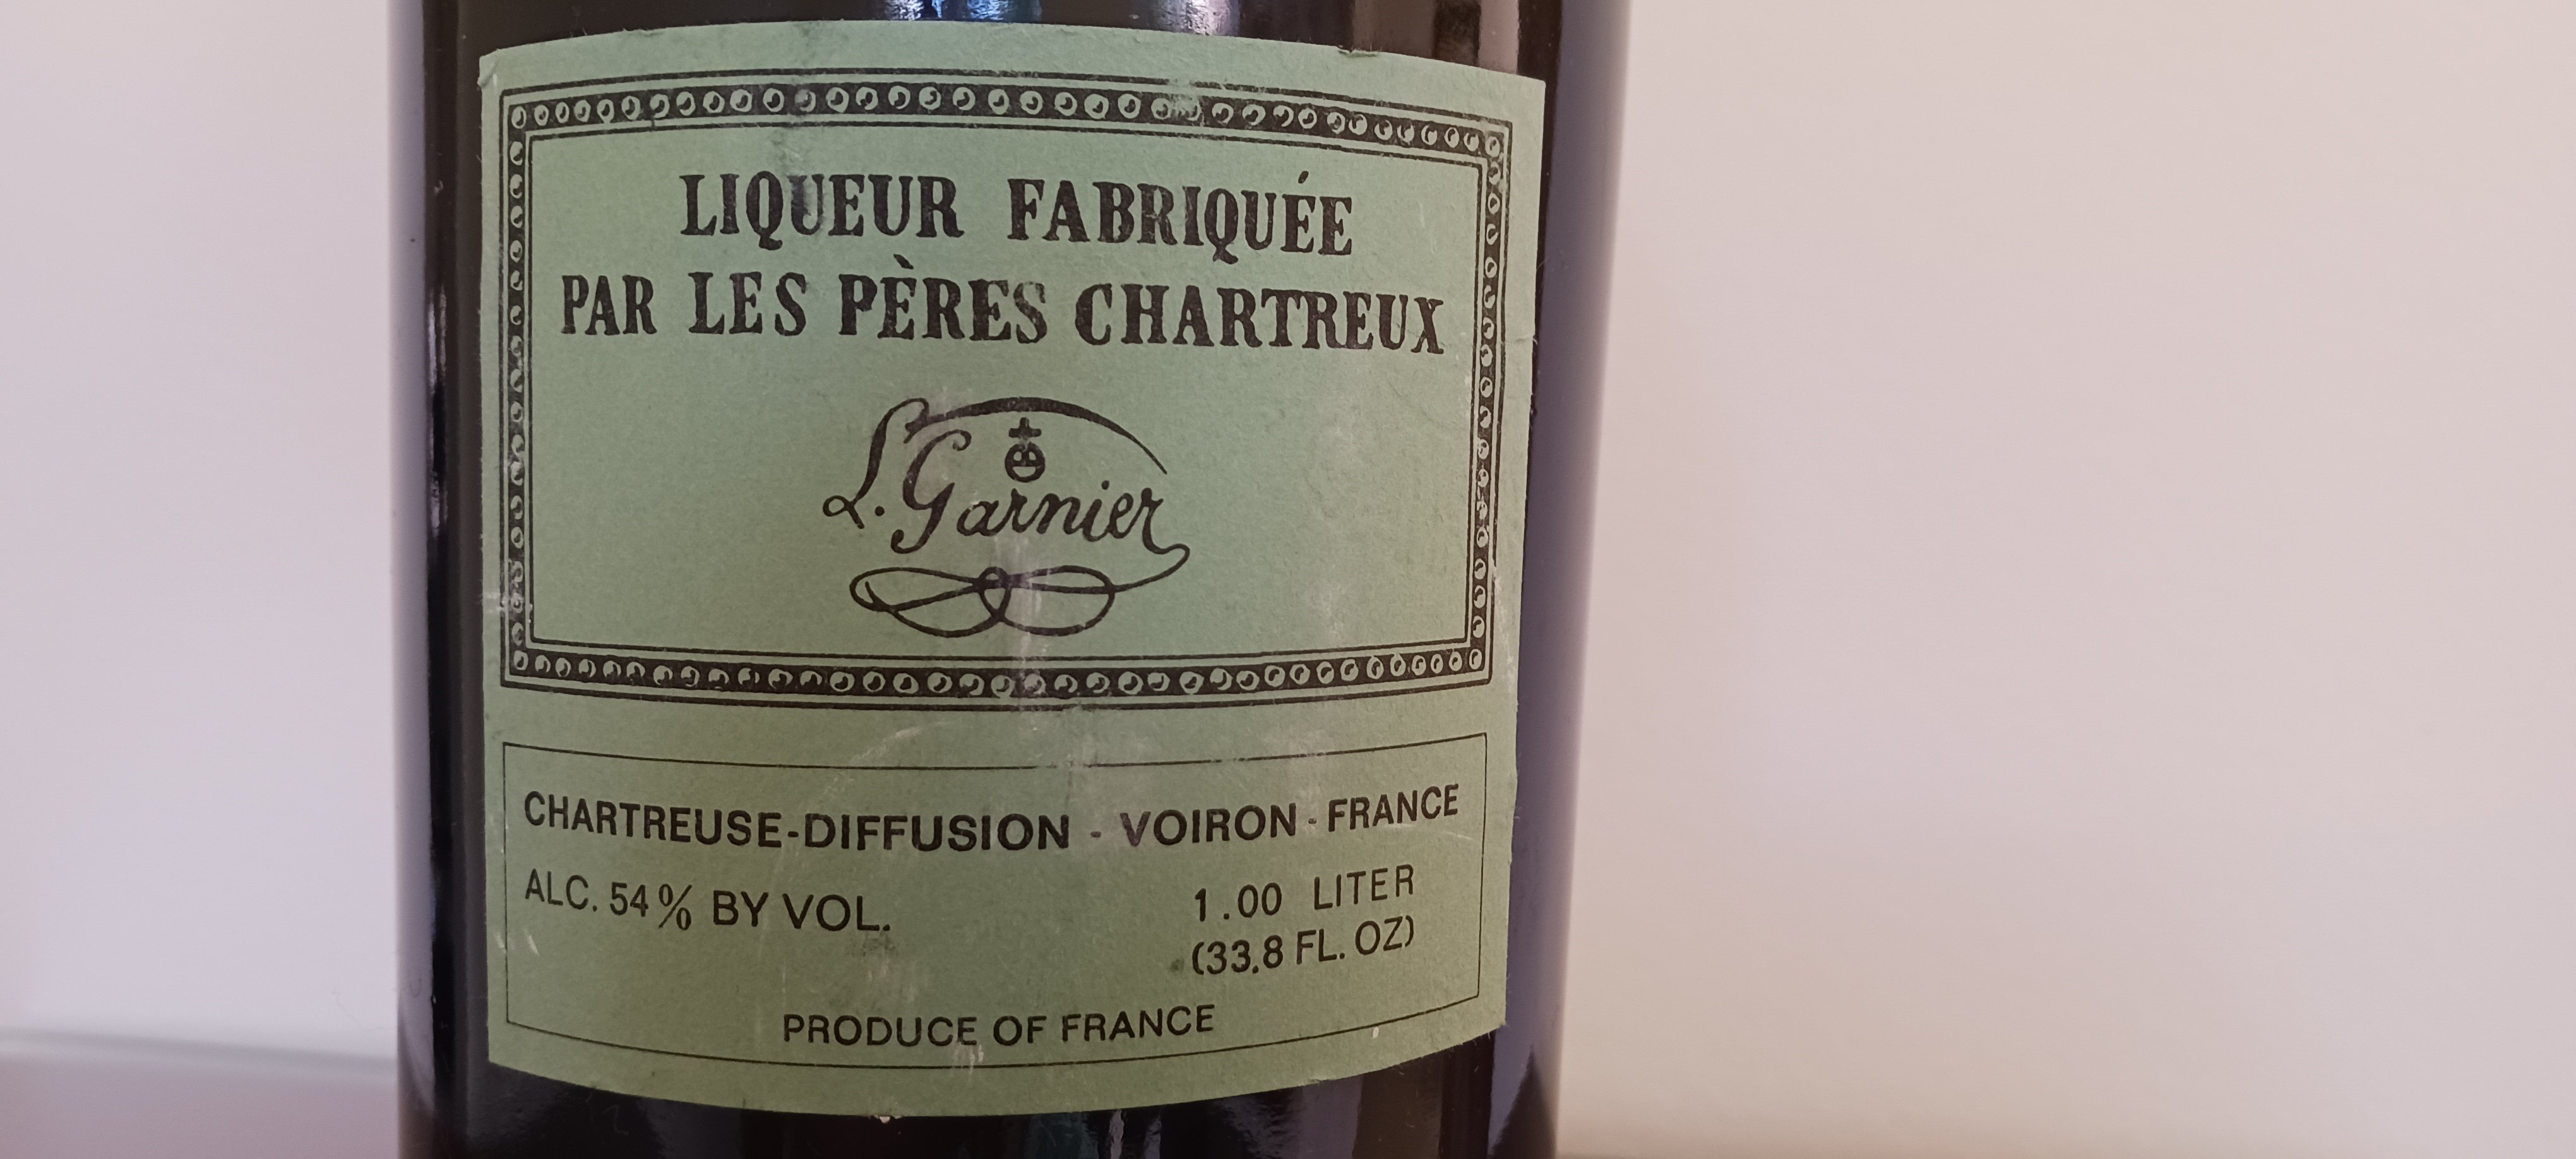 LIQUEUR FABRIQUÉE
PAR LES PÈRES CHARTREUX
L. Garnier
CHARTREUSE-DIFFUSION - VOIRON - FRANCE
ALC. 54% BY VOL.
1.00 LITER
(33.8 FL. OZ)
PRODUCE OF FRANCE